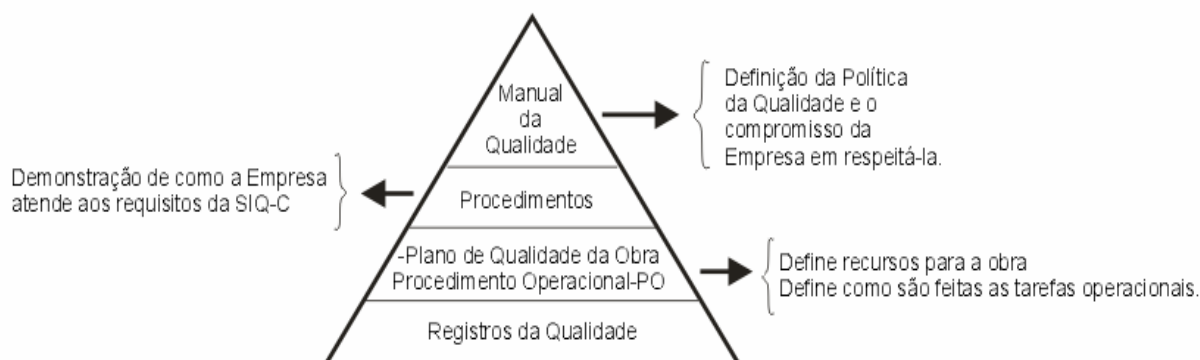 Manual
da
Qualidade
Definição da Política
da Qualidade e o
compromisso da
Empresa em respeitá-la.
Demonstração de como a Empresa
atende aos requisitos da SIQ-C
Procedimentos
-Plano de Qualidade da Obra
Procedimento Operacional-PO
Define recursos para a obra
Define como são feitas as tarefas operacionais.
Registros da Qualidade